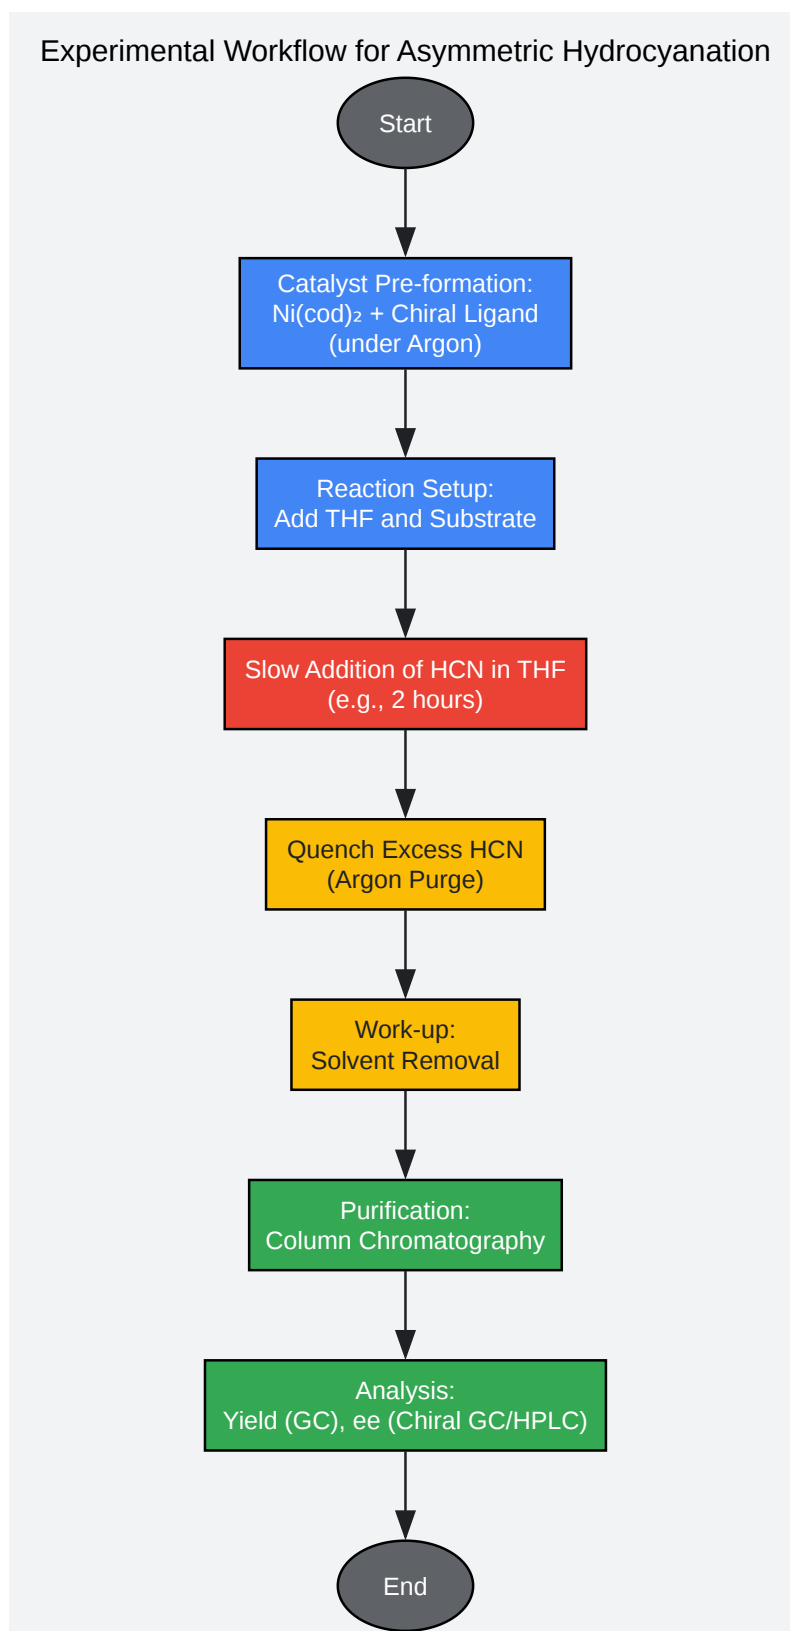 Experimental Workflow for Asymmetric Hydrocyanation
Start
Catalyst Pre-formation:
Ni(cod)₂ + Chiral Ligand
(under Argon)
Reaction Setup:
Add THF and Substrate
Slow Addition of HCN in THF
(e.g., 2 hours)
Quench Excess HCN
(Argon Purge)
Work-up:
Solvent Removal
Purification:
Column Chromatography
Analysis:
Yield (GC), ee (Chiral GC/HPLC)
End